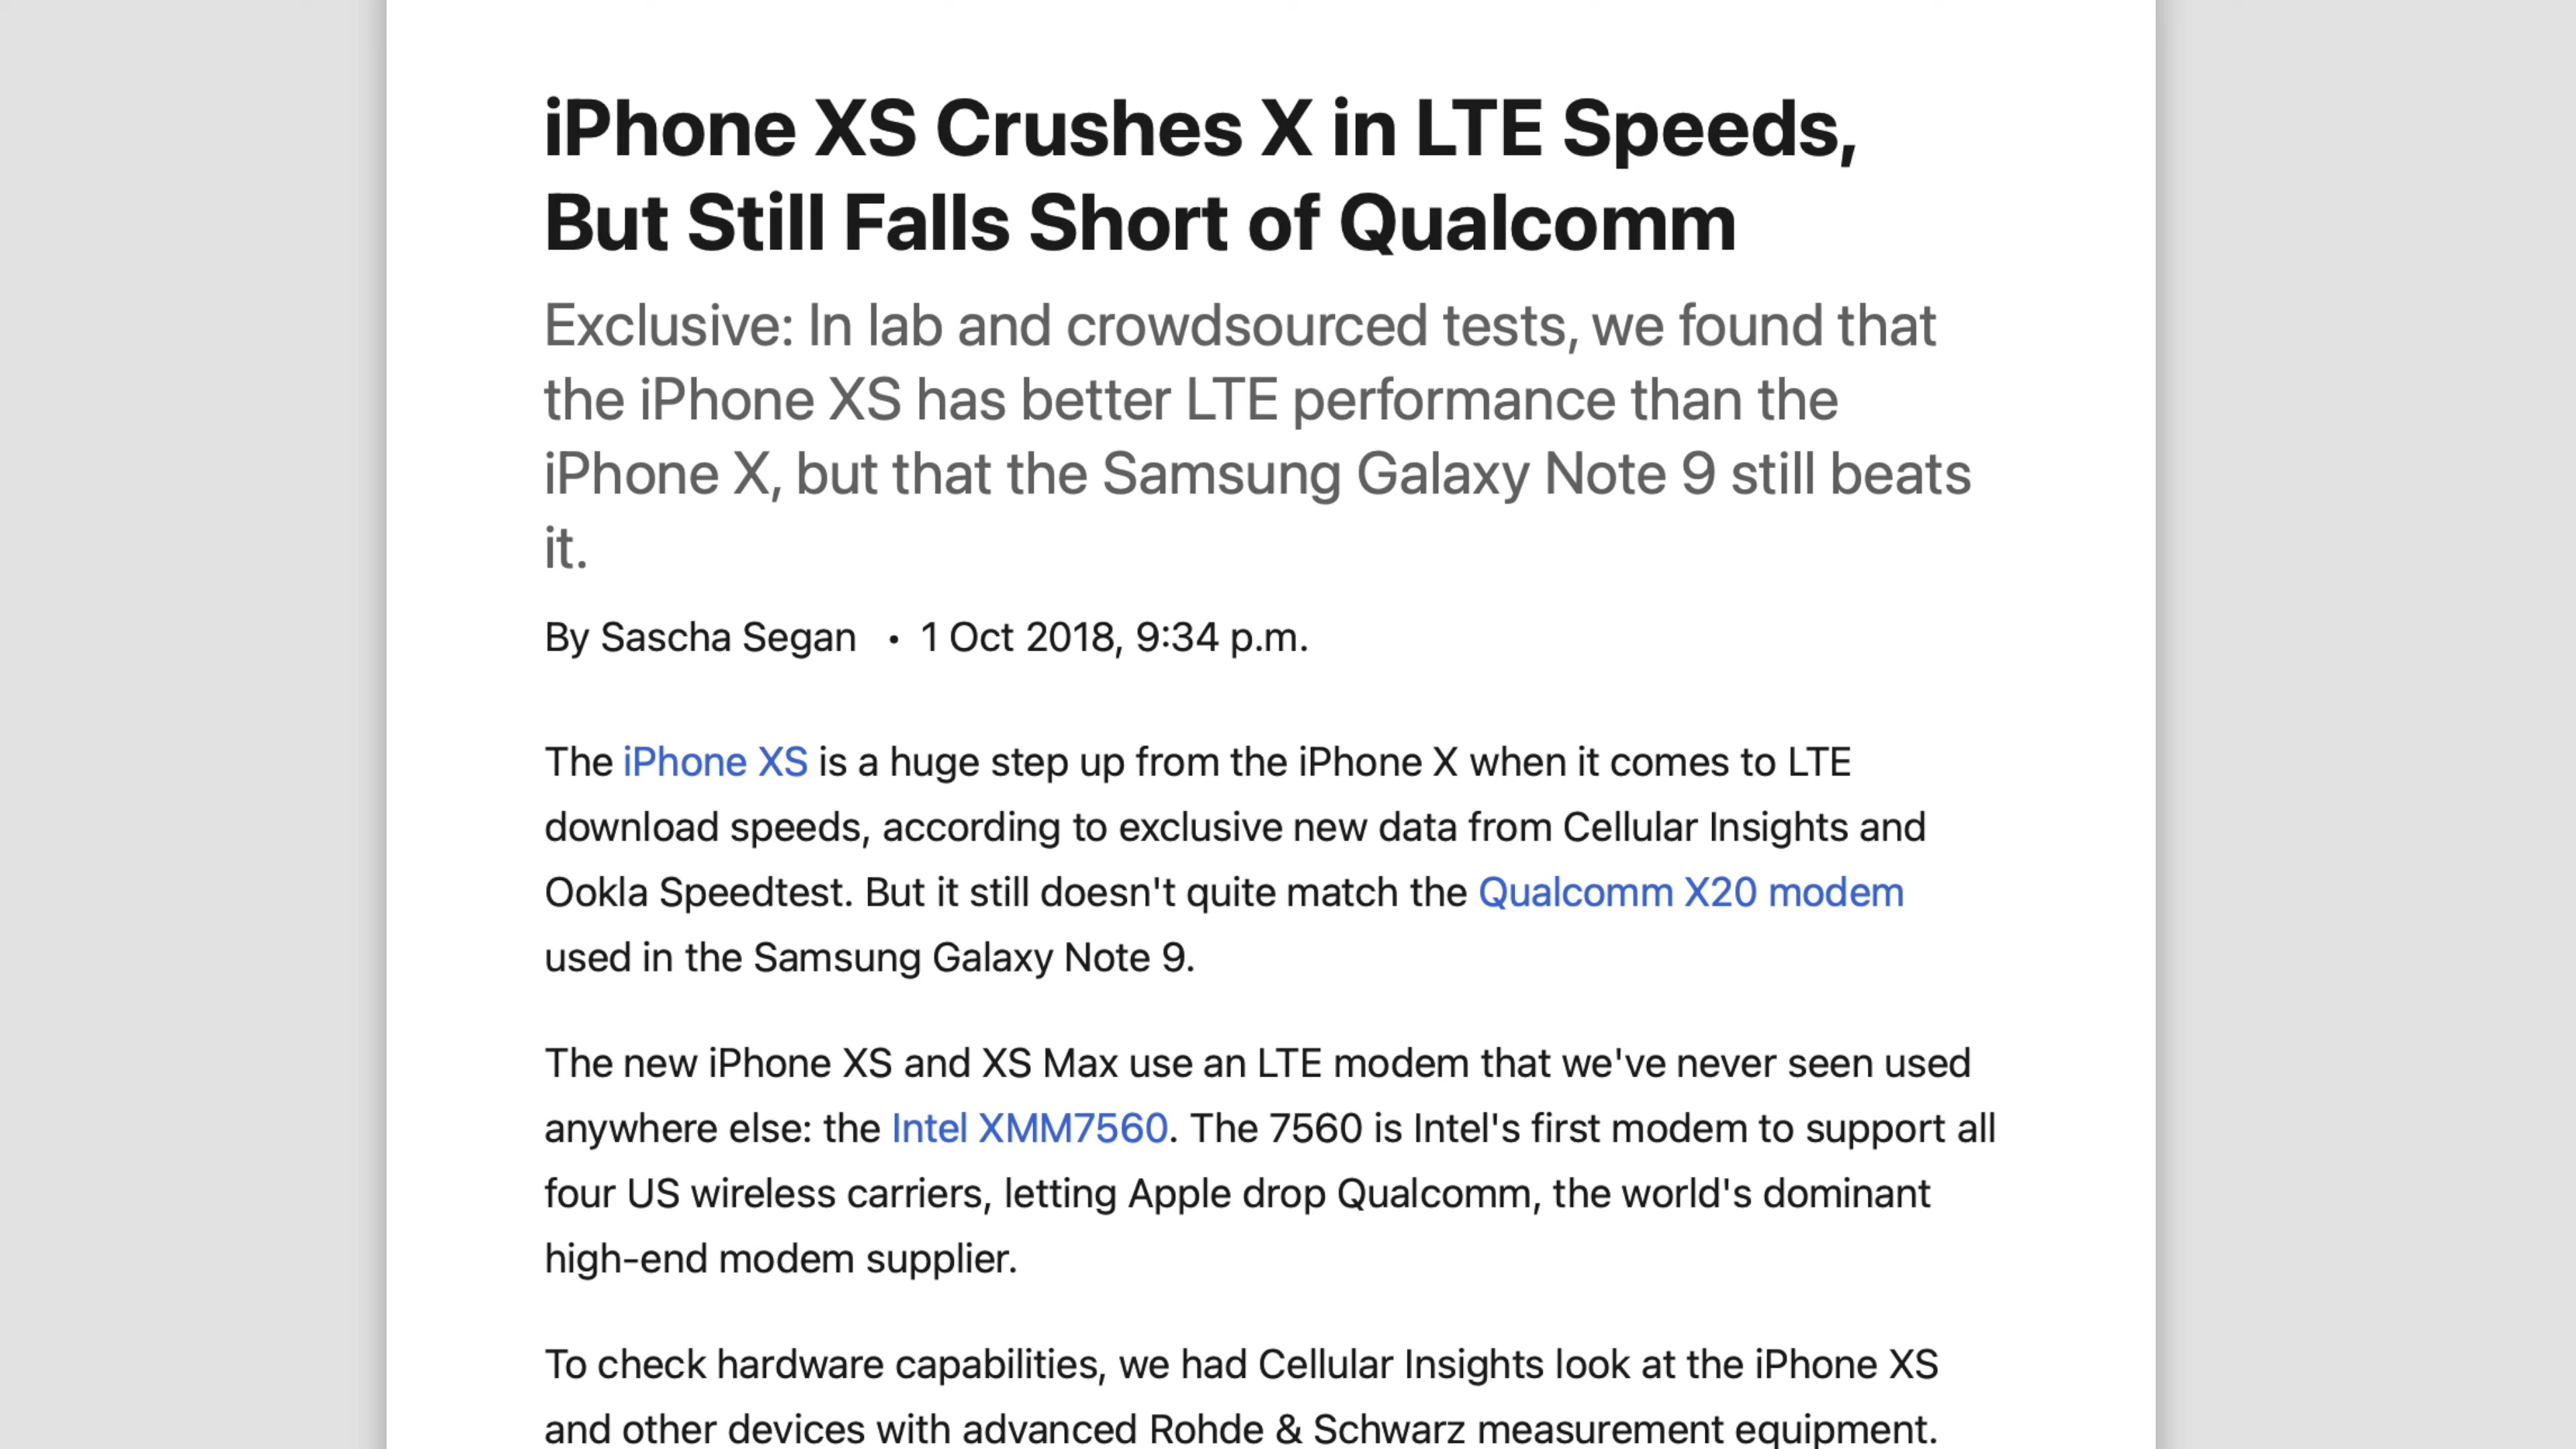 iPhone XS Crushes X in LTE Speeds,
But Still Falls Short of Qualcomm
Exclusive: In lab and crowdsourced tests, we found that
the iPhone XS has better LTE performance than the
iPhone X, but that the Samsung Galaxy Note 9 still beats
it.
By Sascha Segan • 1 Oct 2018, 9:34 p.m.
The iPhone XS is a huge step up from the iPhone X when it comes to LTE
download speeds, according to exclusive new data from Cellular Insights and
Ookla Speedtest. But it still doesn't quite match the Qualcomm X20 modem
used in the Samsung Galaxy Note 9.
The new iPhone XS and XS Max use an LTE modem that we've never seen used
anywhere else: the Intel XMM7560. The 7560 is Intel's first modem to support all
four US wireless carriers, letting Apple drop Qualcomm, the world's dominant
high-end modem supplier.
To check hardware capabilities, we had Cellular Insights look at the iPhone XS
and other devices with advanced Rohde & Schwarz measurement equipment.